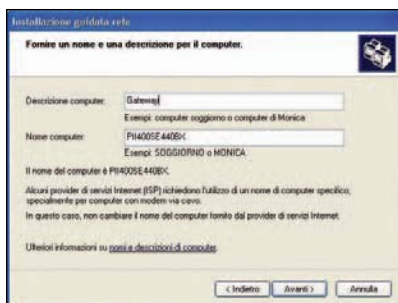 Installazione guidata rete
Fornire un nome e una descrizione per il computer.
Descrizione computer: Gateway
Esempi: computer soggiorno o computer di Monica
Nome computer: PII400SE440BX
Esempi: SOGGIORNO o MONICA
Il nome del computer è PII400SE440BX.
Alcuni provider di servizi Internet (ISP) richiedono l'utilizzo di un nome di computer specifico,
specialmente per computer con modem via cavo.
In questo caso, non cambiare il nome del computer fornito dal provider di servizi Internet.
Ulteriori informazioni su nomi e descrizioni di computer.
< Indietro Avanti > Annulla